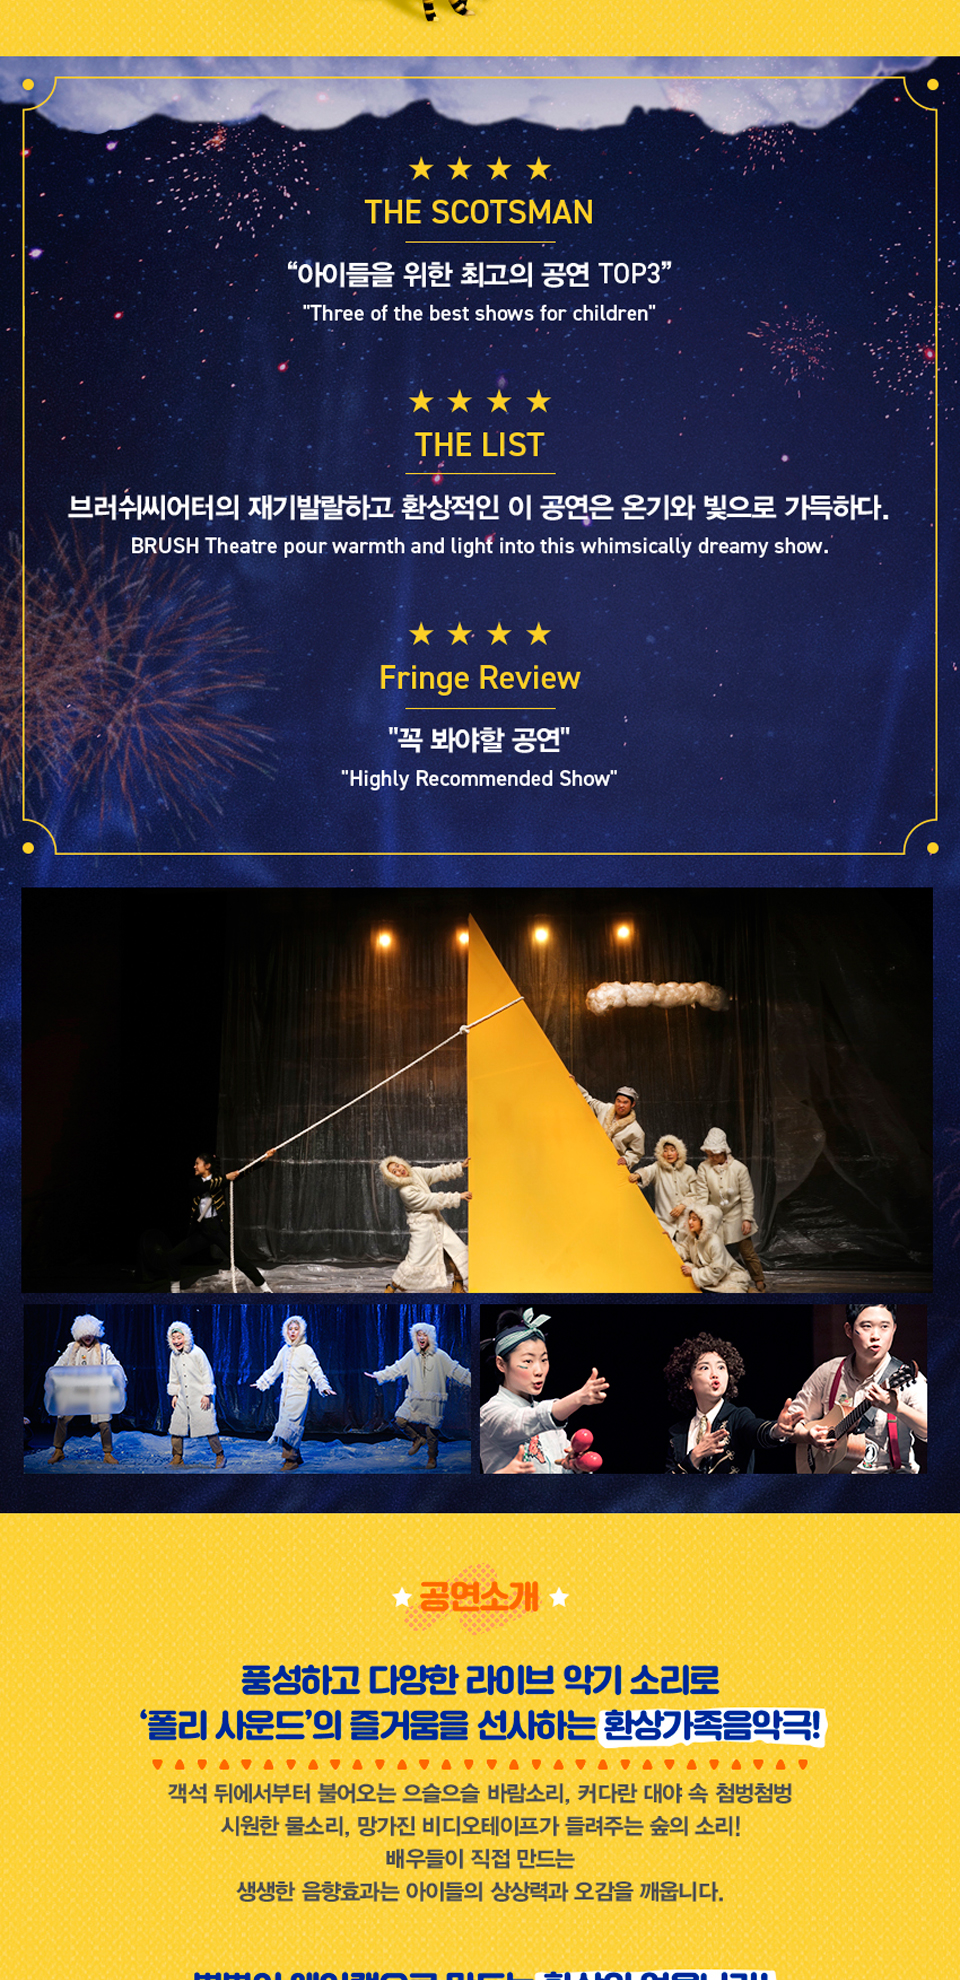 ★ ★ ★ ★
THE SCOTSMAN
“아이들을 위한 최고의 공연 TOP3”
"Three of the best shows for children"
★ ★ ★ ★
THE LIST
브러쉬씨어터의 재기발랄하고 환상적인 이 공연은 온기와 빛으로 가득하다.
BRUSH Theatre pour warmth and light into this whimsically dreamy show.
★ ★ ★ ★
Fringe Review
"꼭 봐야할 공연"
"Highly Recommended Show"
공연소개
풍성하고 다양한 라이브 악기 소리로
‘폴리 사운드’의 즐거움을 선사하는 환상가족음악극!
객석 뒤에서부터 불어오는 으슬으슬 바람소리, 커다란 대야 속 첨벙첨벙
시원한 물소리, 망가진 비디오테이프가 들려주는 숲의 소리!
배우들이 직접 만드는
생생한 음향효과는 아이들의 상상력과 오감을 깨웁니다.